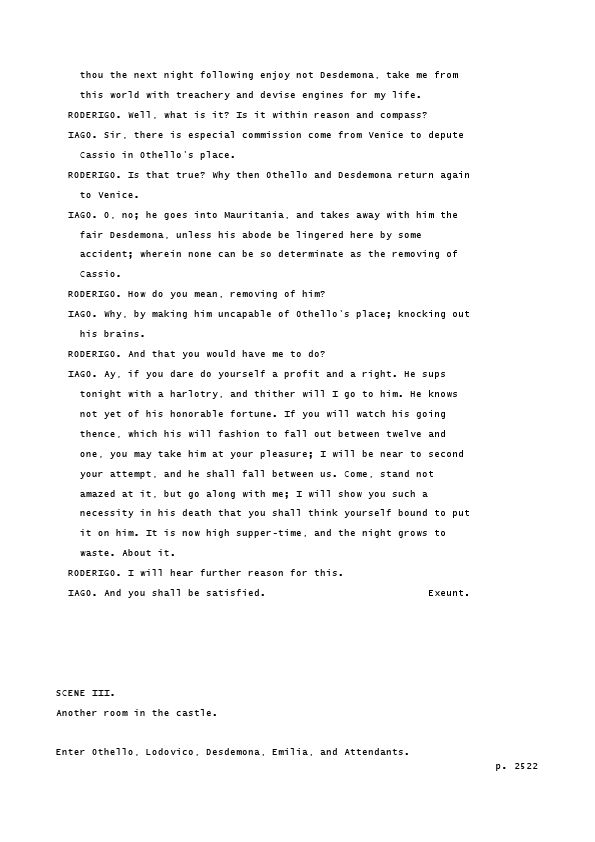 thou the next night following enjoy not Desdemona, take me from
this world with treachery and devise engines for my life.
RODERIGO. Well, what is it? Is it within reason and compass?
IAGO. Sir, there is especial commission come from Venice to depute
Cassio in Othello's place.
RODERIGO. Is that true? Why then Othello and Desdemona return again
to Venice.
IAGO. O, no; he goes into Mauritania, and takes away with him the
fair Desdemona, unless his abode be lingered here by some
accident; wherein none can be so determinate as the removing of
Cassio.
RODERIGO. How do you mean, removing of him?
IAGO. Why, by making him uncapable of Othello's place; knocking out
his brains.
RODERIGO. And that you would have me to do?
IAGO. Ay, if you dare do yourself a profit and a right. He sups
tonight with a harlotry, and thither will I go to him. He knows
not yet of his honorable fortune. If you will watch his going
thence, which his will fashion to fall out between twelve and
one, you may take him at your pleasure; I will be near to second
your attempt, and he shall fall between us. Come, stand not
amazed at it, but go along with me; I will show you such a
necessity in his death that you shall think yourself bound to put
it on him. It is now high supper-time, and the night grows to
waste. About it.
RODERIGO. I will hear further reason for this.
IAGO. And you shall be satisfied. Exeunt.
SCENE III.
Another room in the castle.
Enter Othello, Lodovico, Desdemona, Emilia, and Attendants.
p. 2522